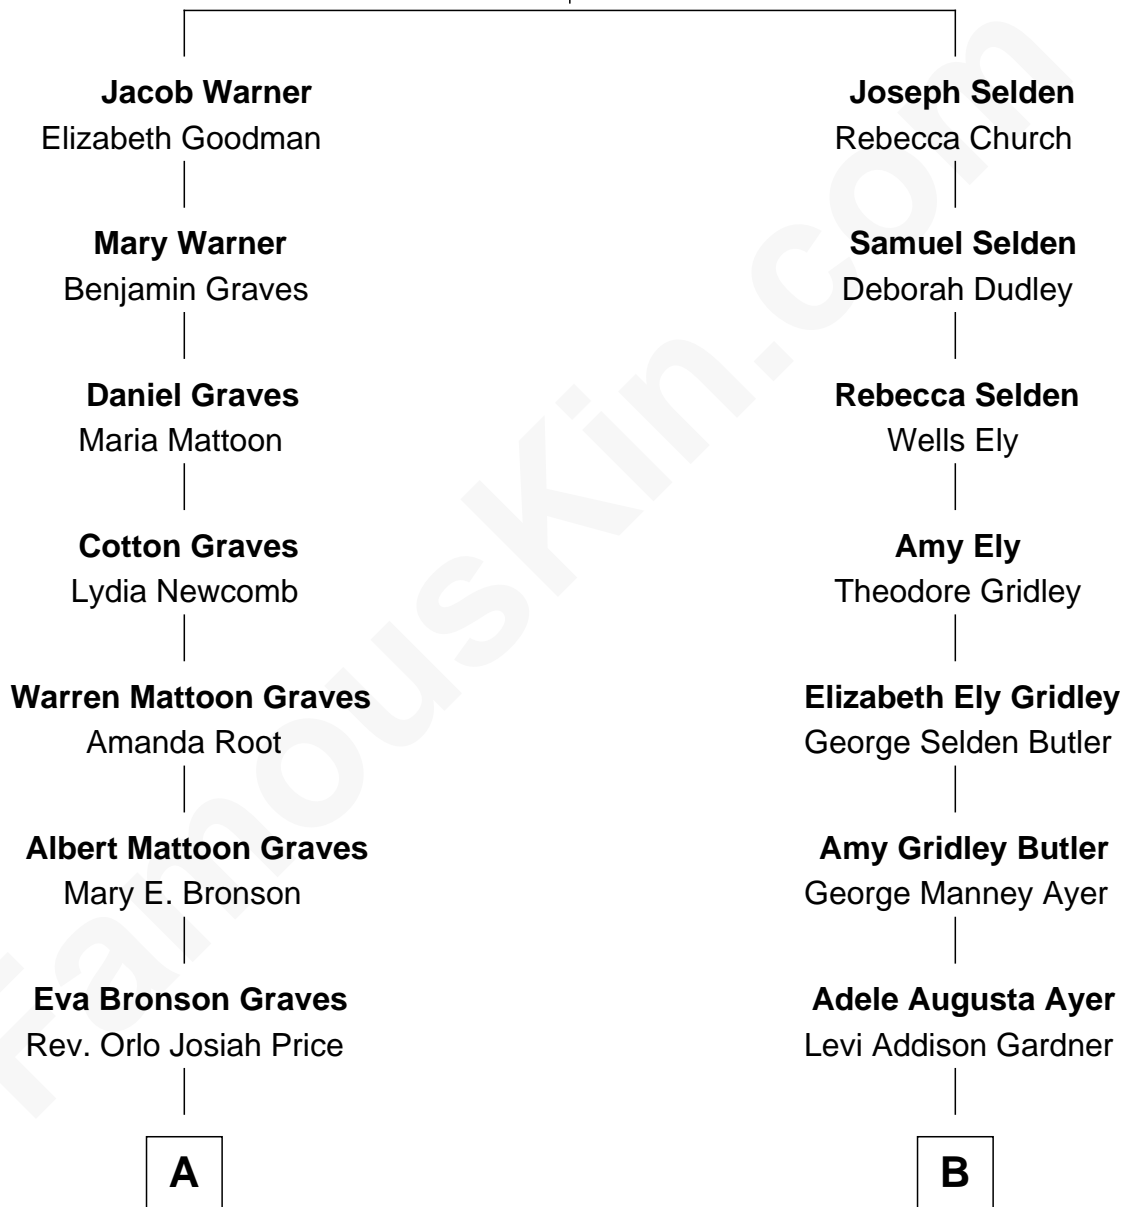 Jacob Warner
Elizabeth Goodman
Mary Warner
Benjamin Graves
Daniel Graves
Maria Mattoon
Cotton Graves
Lydia Newcomb
Warren Mattoon Graves
Amanda Root
Albert Mattoon Graves
Mary E. Bronson
Eva Bronson Graves
Rev. Orlo Josiah Price
A
Joseph Selden
Rebecca Church
Samuel Selden
Deborah Dudley
Rebecca Selden
Wells Ely
Amy Ely
Theodore Gridley
Elizabeth Ely Gridley
George Selden Butler
Amy Gridley Butler
George Manney Ayer
Adele Augusta Ayer
Levi Addison Gardner
B
FamousKin.com